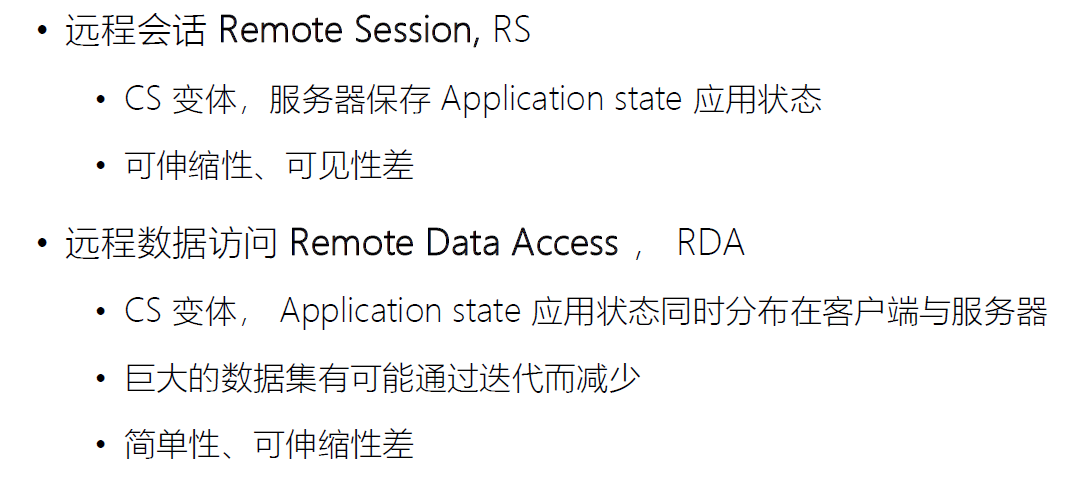 • 远程会话 Remote Session, RS
• CS 变体，服务器保存 Application state 应用状态
• 可伸缩性、可见性差
• 远程数据访问 Remote Data Access ， RDA
• CS 变体， Application state 应用状态同时分布在客户端与服务器
• 巨大的数据集有可能通过迭代而减少
• 简单性、可伸缩性差